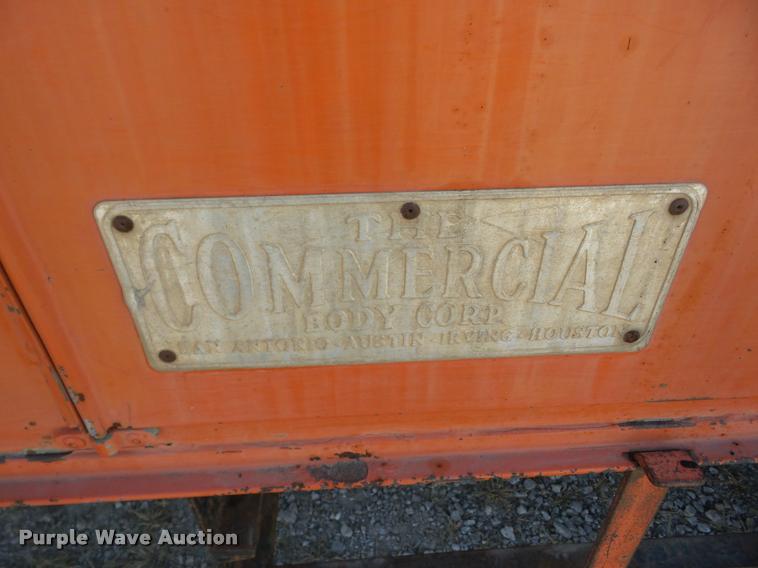 THE
COMMERCIAL
BODY CORP.
SAN ANTONIO · AUSTIN · IRVING · HOUSTON
Purple Wave Auction®